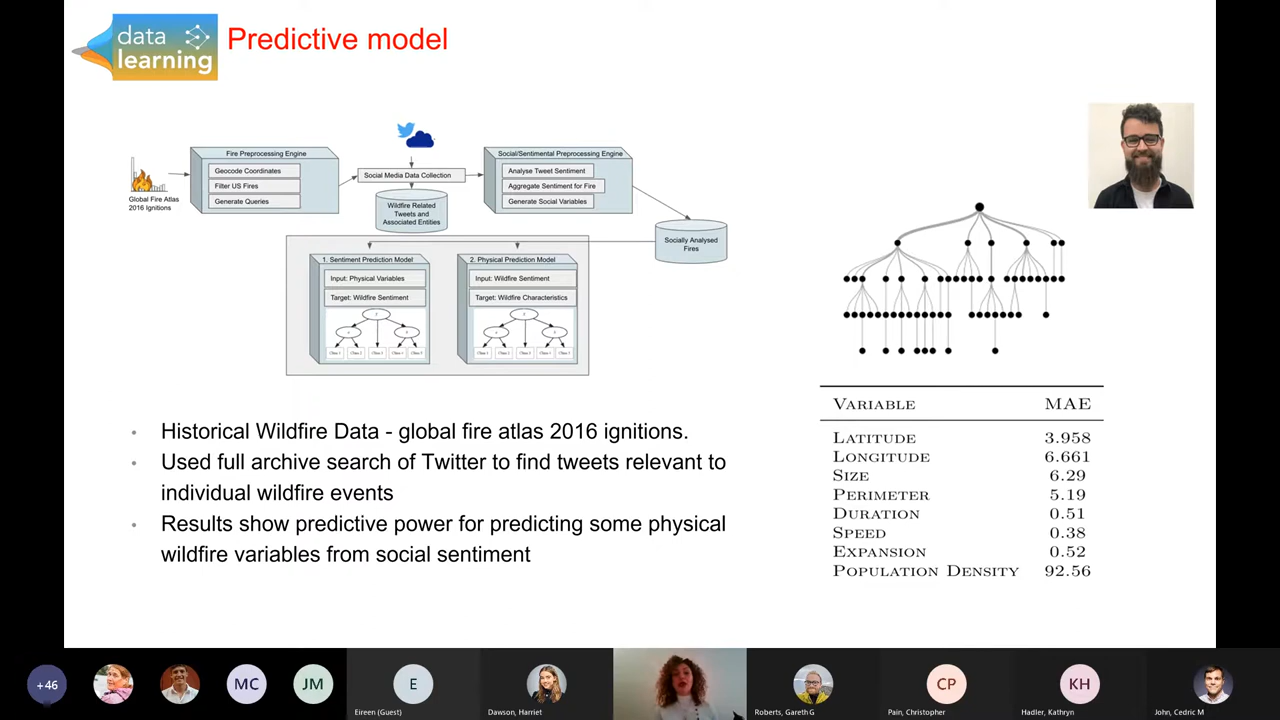 data
learning
Predictive model
Global Fire Atlas
2016 Ignitions
Fire Preprocessing Engine
Geocode Coordinates
Filter US Fires
Generate Queries
Social Media Data Collection
Wildfire Related
Tweets and
Associated Entities
Social/Sentimental Preprocessing Engine
Analyse Tweet Sentiment
Aggregate Sentiment for Fire
Generate Social Variables
Socially Analysed
Fires
1. Sentiment Prediction Model
Input: Physical Variables
Target: Wildfire Sentiment
2. Physical Prediction Model
Input: Wildfire Sentiment
Target: Wildfire Characteristics
• Historical Wildfire Data - global fire atlas 2016 ignitions.
• Used full archive search of Twitter to find tweets relevant to
individual wildfire events
• Results show predictive power for predicting some physical
wildfire variables from social sentiment
VARIABLE MAE
LATITUDE 3.958
LONGITUDE 6.661
SIZE 6.29
PERIMETER 5.19
DURATION 0.51
SPEED 0.38
EXPANSION 0.52
POPULATION DENSITY 92.56
+46
MC
JM
E
Eireen (Guest)
Dawson, Harriet
Roberts, Gareth G
CP
Pain, Christopher
KH
Hadler, Kathryn
John, Cedric M